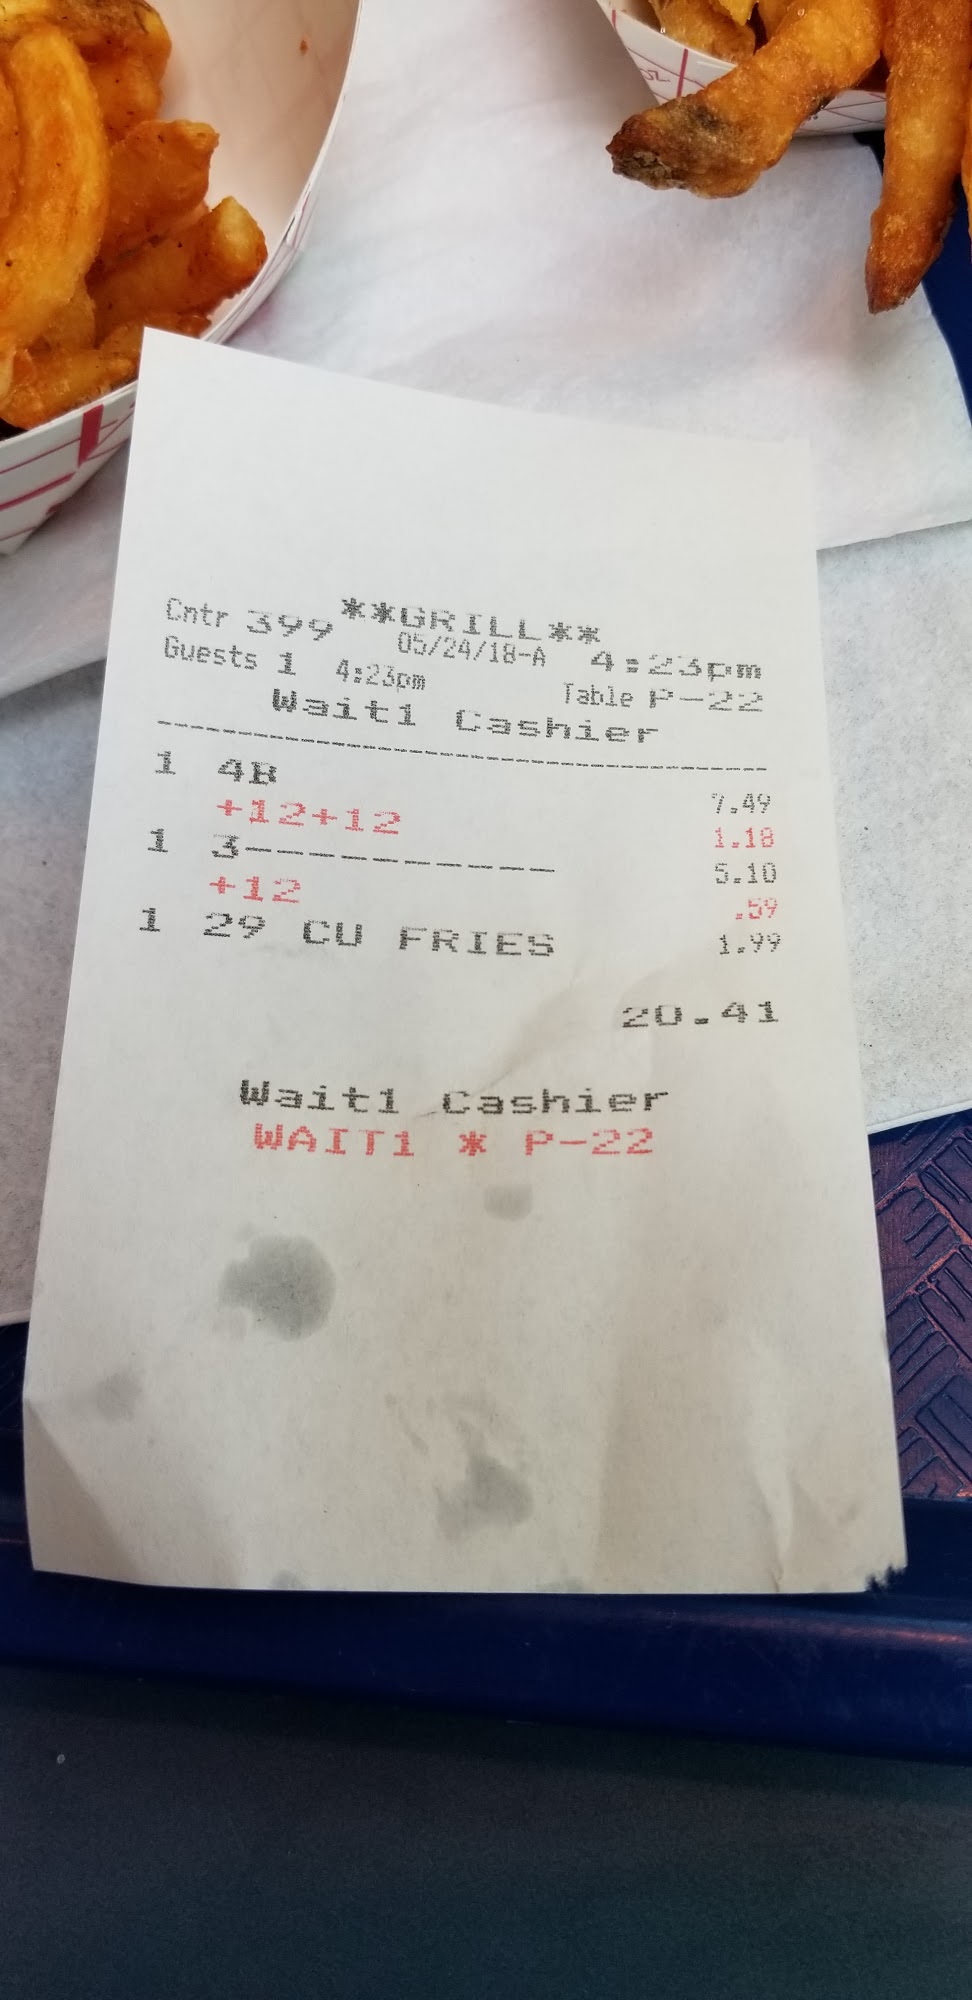 OZ.
**GRILL**
Cntr 399 05/24/18-A 4:23pm
Guests 1 4:23pm Table P-22
Wait1 Cashier
1 4B 7.49
+12+12 1.18
1 3---------- 5.10
+12 .59
1 29 CU FRIES 1.99
20.41
Wait1 Cashier
WAIT1 * P-22